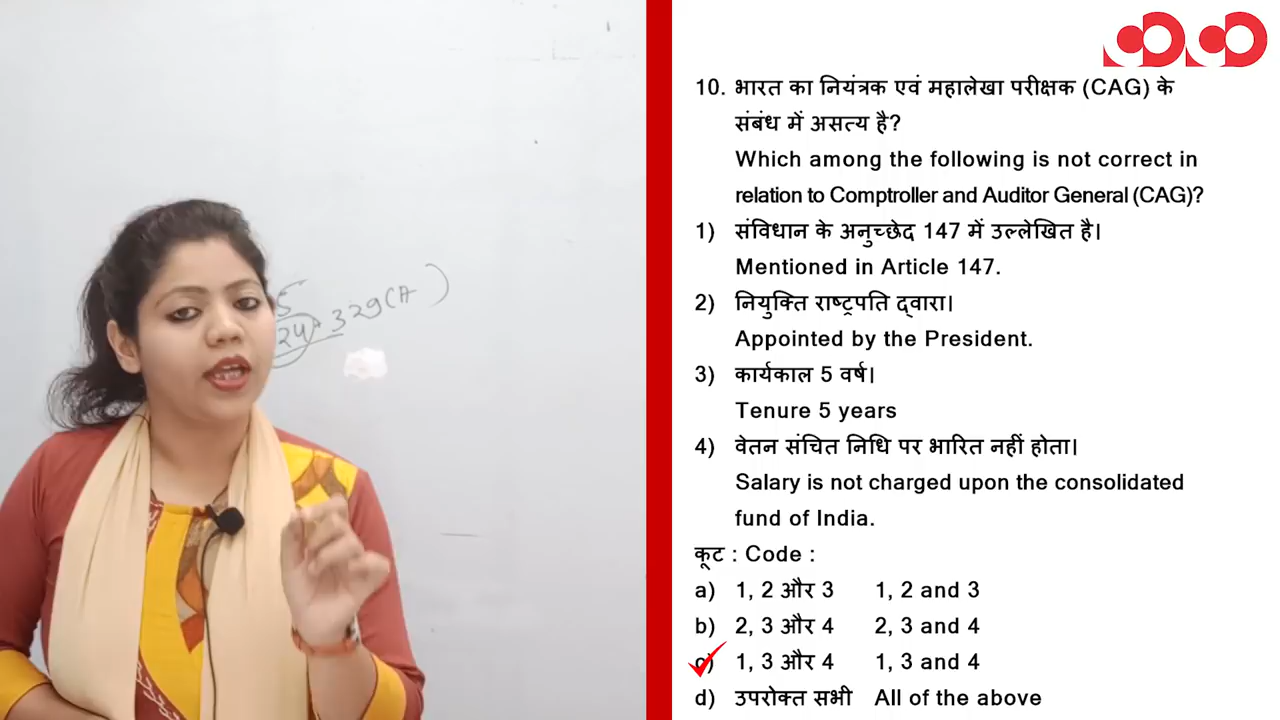 5
24, 329(A)
10. भारत का नियंत्रक एवं महालेखा परीक्षक (CAG) के
संबंध में असत्य है?
Which among the following is not correct in
relation to Comptroller and Auditor General (CAG)?
1) संविधान के अनुच्छेद 147 में उल्लेखित है।
Mentioned in Article 147.
2) नियुक्ति राष्ट्रपति द्वारा।
Appointed by the President.
3) कार्यकाल 5 वर्ष।
Tenure 5 years
4) वेतन संचित निधि पर भारित नहीं होता।
Salary is not charged upon the consolidated
fund of India.
कूट : Code :
a) 1, 2 और 3 1, 2 and 3
b) 2, 3 और 4 2, 3 and 4
c) 1, 3 और 4 1, 3 and 4
d) उपरोक्त सभी All of the above